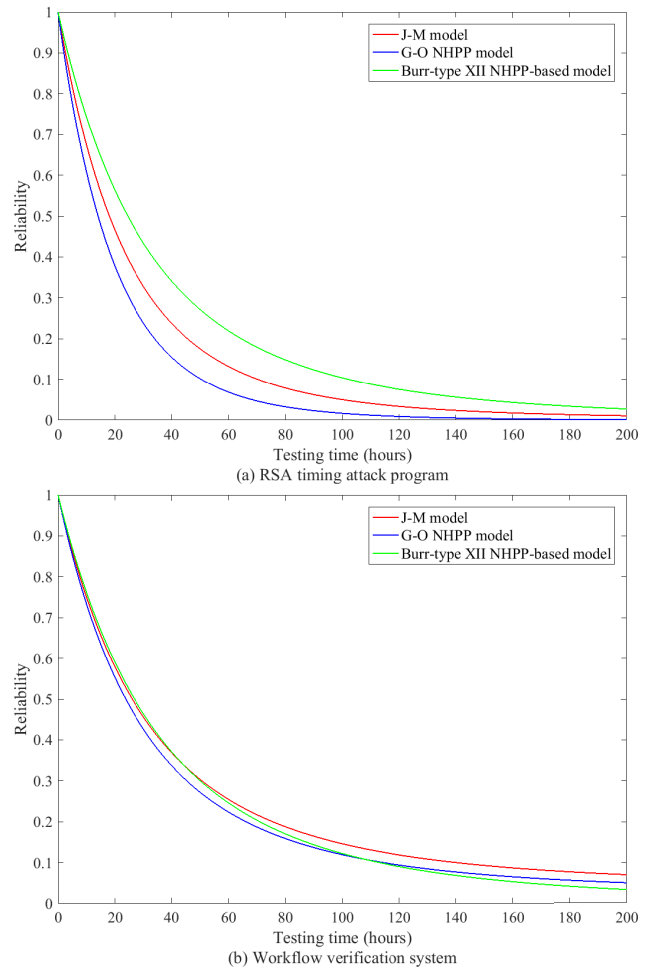 1
0.9
0.8
0.7
0.6
0.5
0.4
0.3
0.2
0.1
0
Reliability
J-M model
G-O NHPP model
Burr-type XII NHPP-based model
0 20 40 60 80 100 120 140 160 180 200
Testing time (hours)
(a) RSA timing attack program
1
0.9
0.8
0.7
0.6
0.5
0.4
0.3
0.2
0.1
0
Reliability
J-M model
G-O NHPP model
Burr-type XII NHPP-based model
0 20 40 60 80 100 120 140 160 180 200
Testing time (hours)
(b) Workflow verification system